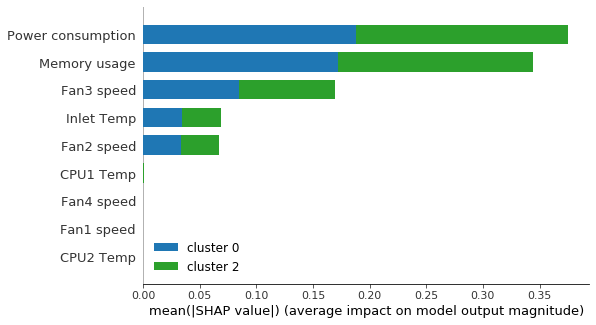 Power consumption
Memory usage
Fan3 speed
Inlet Temp
Fan2 speed
CPU1 Temp
Fan4 speed
Fan1 speed
CPU2 Temp
cluster 0
cluster 2
0.00 0.05 0.10 0.15 0.20 0.25 0.30 0.35
mean(|SHAP value|) (average impact on model output magnitude)